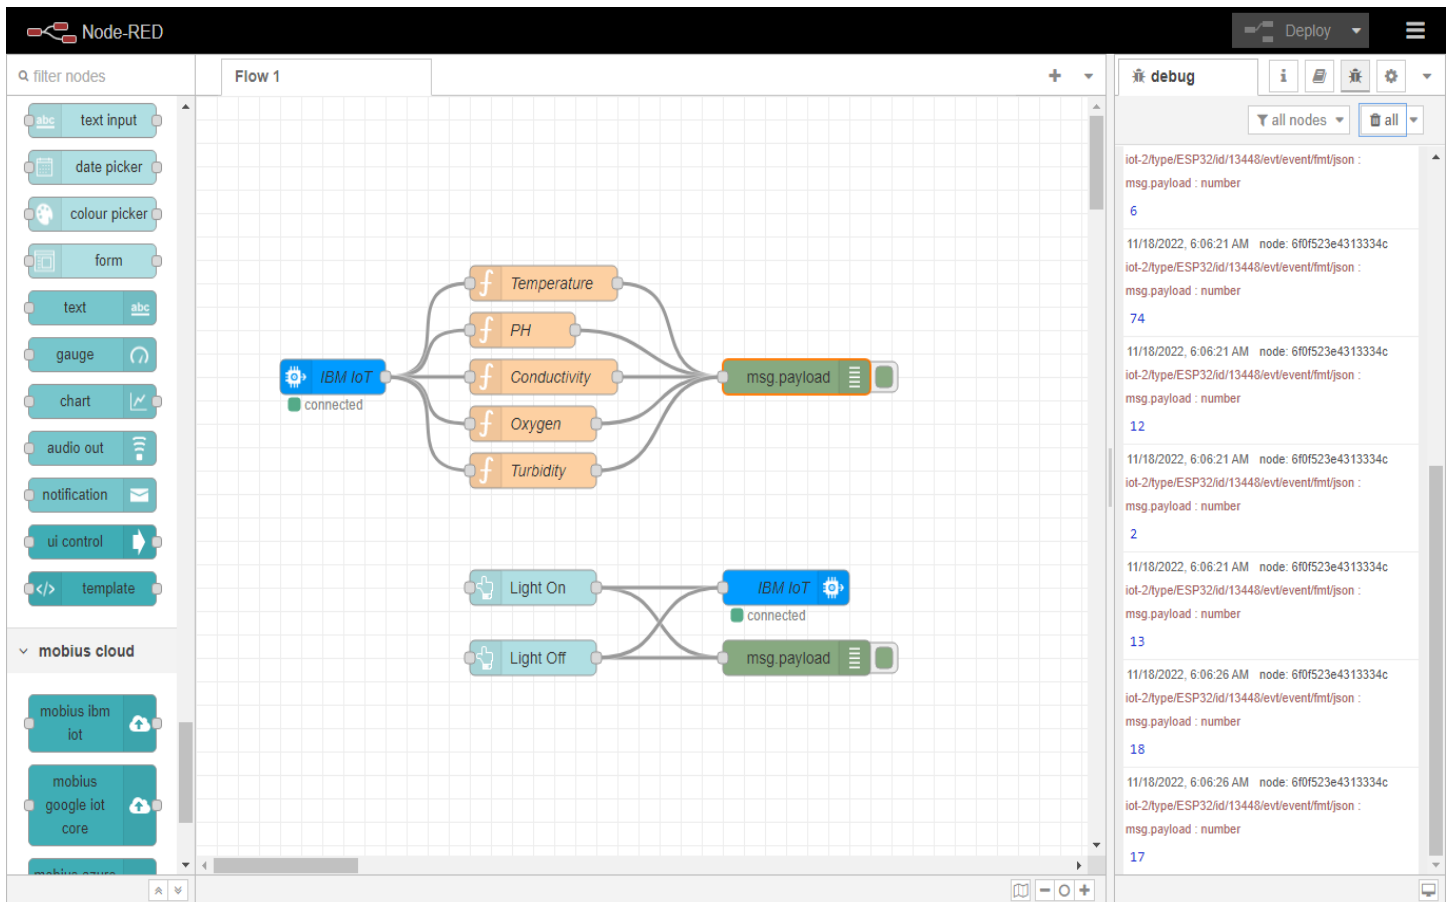 Node-RED
Deploy
filter nodes
Flow 1
debug
i
all nodes
all
abc text input
date picker
colour picker
form
text abc
gauge
chart
audio out
notification
ui control
</> template
mobius cloud
mobius ibm
iot
mobius
google iot
core
mobius azure
Temperature
PH
IBM IoT
connected
Conductivity
Oxygen
Turbidity
msg.payload
Light On
Light Off
IBM IoT
connected
msg.payload
iot-2/type/ESP32/id/13448/evt/event/fmt/json :
msg.payload : number
6
11/18/2022, 6:06:21 AM node: 6f0f523e4313334c
iot-2/type/ESP32/id/13448/evt/event/fmt/json :
msg.payload : number
74
11/18/2022, 6:06:21 AM node: 6f0f523e4313334c
iot-2/type/ESP32/id/13448/evt/event/fmt/json :
msg.payload : number
12
11/18/2022, 6:06:21 AM node: 6f0f523e4313334c
iot-2/type/ESP32/id/13448/evt/event/fmt/json :
msg.payload : number
2
11/18/2022, 6:06:21 AM node: 6f0f523e4313334c
iot-2/type/ESP32/id/13448/evt/event/fmt/json :
msg.payload : number
13
11/18/2022, 6:06:26 AM node: 6f0f523e4313334c
iot-2/type/ESP32/id/13448/evt/event/fmt/json :
msg.payload : number
18
11/18/2022, 6:06:26 AM node: 6f0f523e4313334c
iot-2/type/ESP32/id/13448/evt/event/fmt/json :
msg.payload : number
17